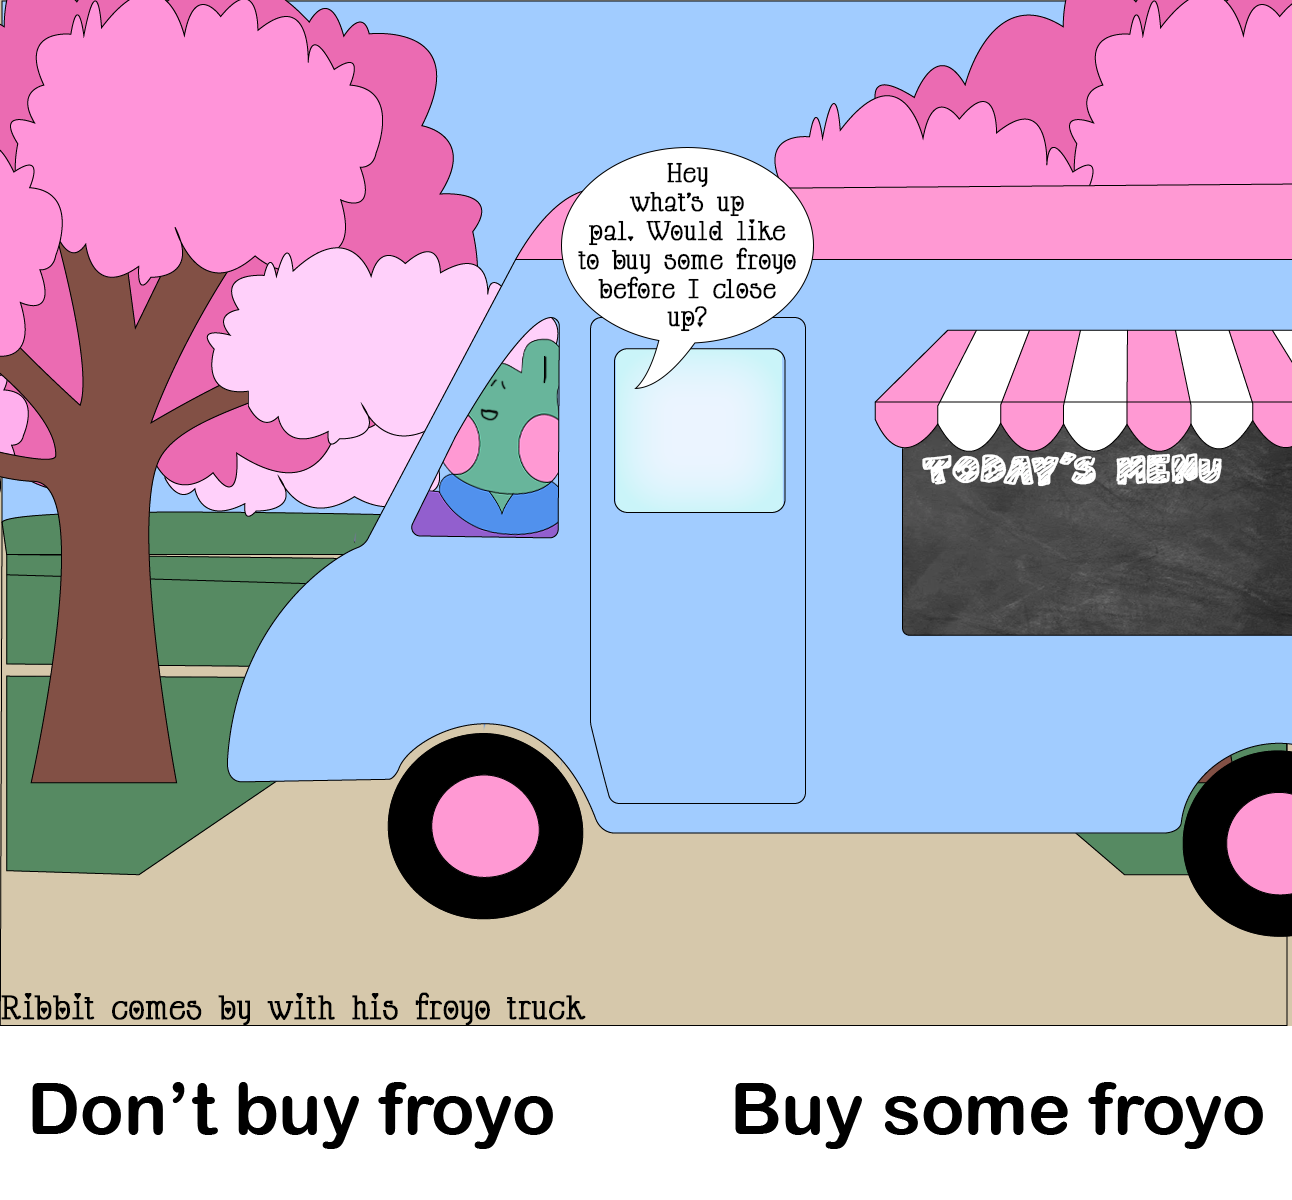 Hey
what's up
pal. Would like
to buy some froyo
before I close
up?
TODAY'S MENU
Ribbit comes by with his froyo truck
Don't buy froyo
Buy some froyo